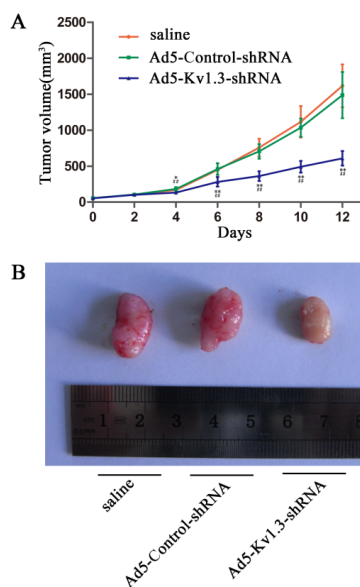 A
saline
Ad5-Control-shRNA
Ad5-Kv1.3-shRNA
Tumor volume(mm³)
2500
2000
1500
1000
500
0
0 2 4 6 8 10 12
Days
*
##
**
##
**
##
**
##
**
##
B
1 2 3 4 5 6 7 8
saline
Ad5-Control-shRNA
Ad5-Kv1.3-shRNA